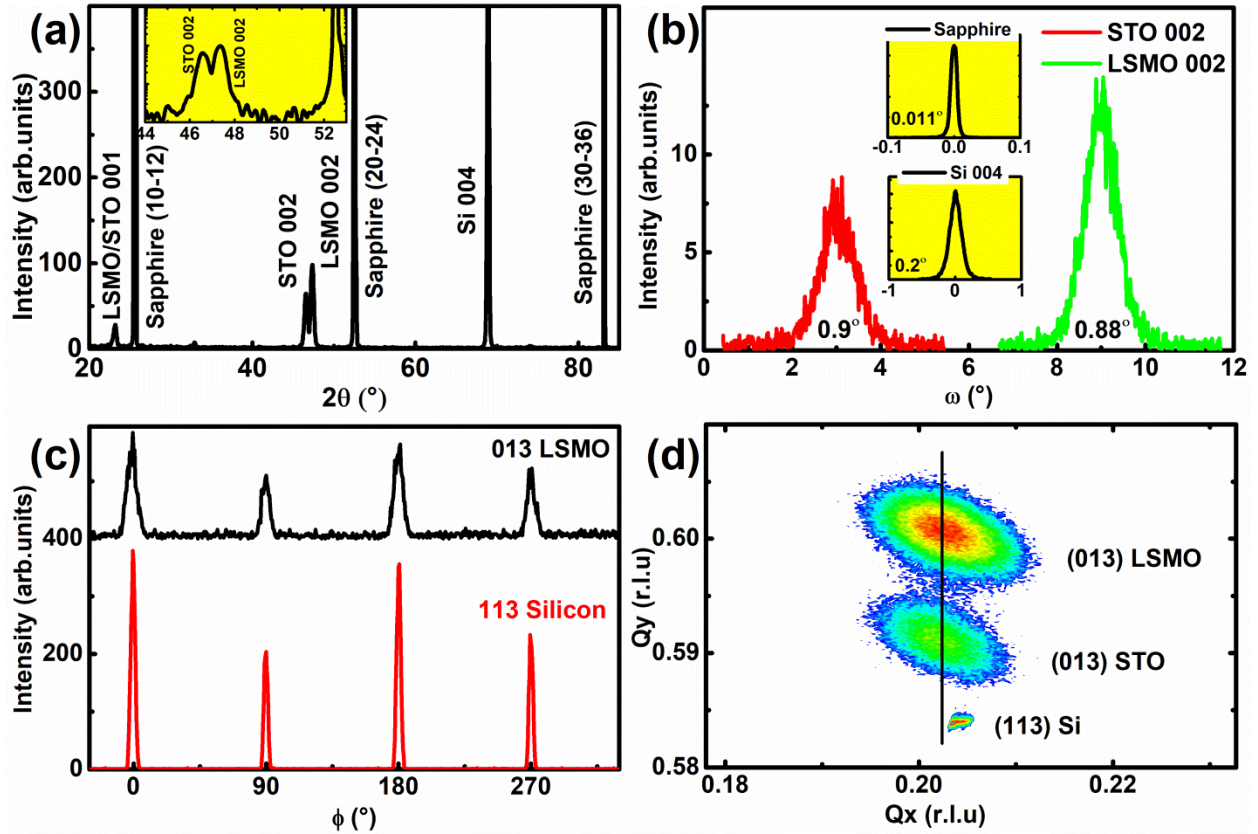 (a)
STO 002
LSMO 002
44 46 48 50 52
Intensity (arb.units)
300
200
100
0
LSMO/STO 001
Sapphire (10-12)
STO 002
LSMO 002
Sapphire (20-24)
Si 004
Sapphire (30-36)
20 40 60 80
2θ (°)
(b)
STO 002
LSMO 002
Sapphire
0.011°
-0.1 0.0 0.1
Si 004
0.2°
-1 0 1
Intensity (arb.units)
15
10
5
0
0.9°
0.88°
0 2 4 6 8 10 12
ω (°)
(c)
013 LSMO
113 Silicon
Intensity (arb.units)
400
200
0
0 90 180 270
ϕ (°)
(d)
Qy (r.l.u)
0.60
0.59
0.58
(013) LSMO
(013) STO
(113) Si
0.18 0.20 0.22
Qx (r.l.u)